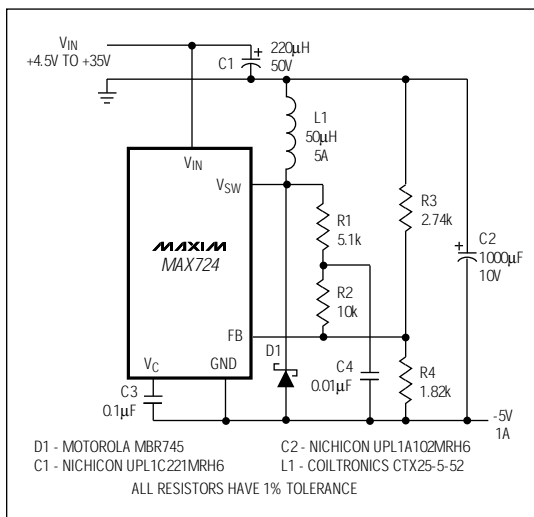 VIN
+4.5V TO +35V
C1
220µH
50V
L1
50µH
5A
VIN
VSW
MAXIM
MAX724
R1
5.1k
R3
2.74k
C2
1000µF
10V
R2
10k
FB
D1
C4
0.01µF
R4
1.82k
VC
GND
C3
0.1µF
-5V
1A
D1 - MOTOROLA MBR745
C2 - NICHICON UPL1A102MRH6
C1 - NICHICON UPL1C221MRH6
L1 - COILTRONICS CTX25-5-52
ALL RESISTORS HAVE 1% TOLERANCE